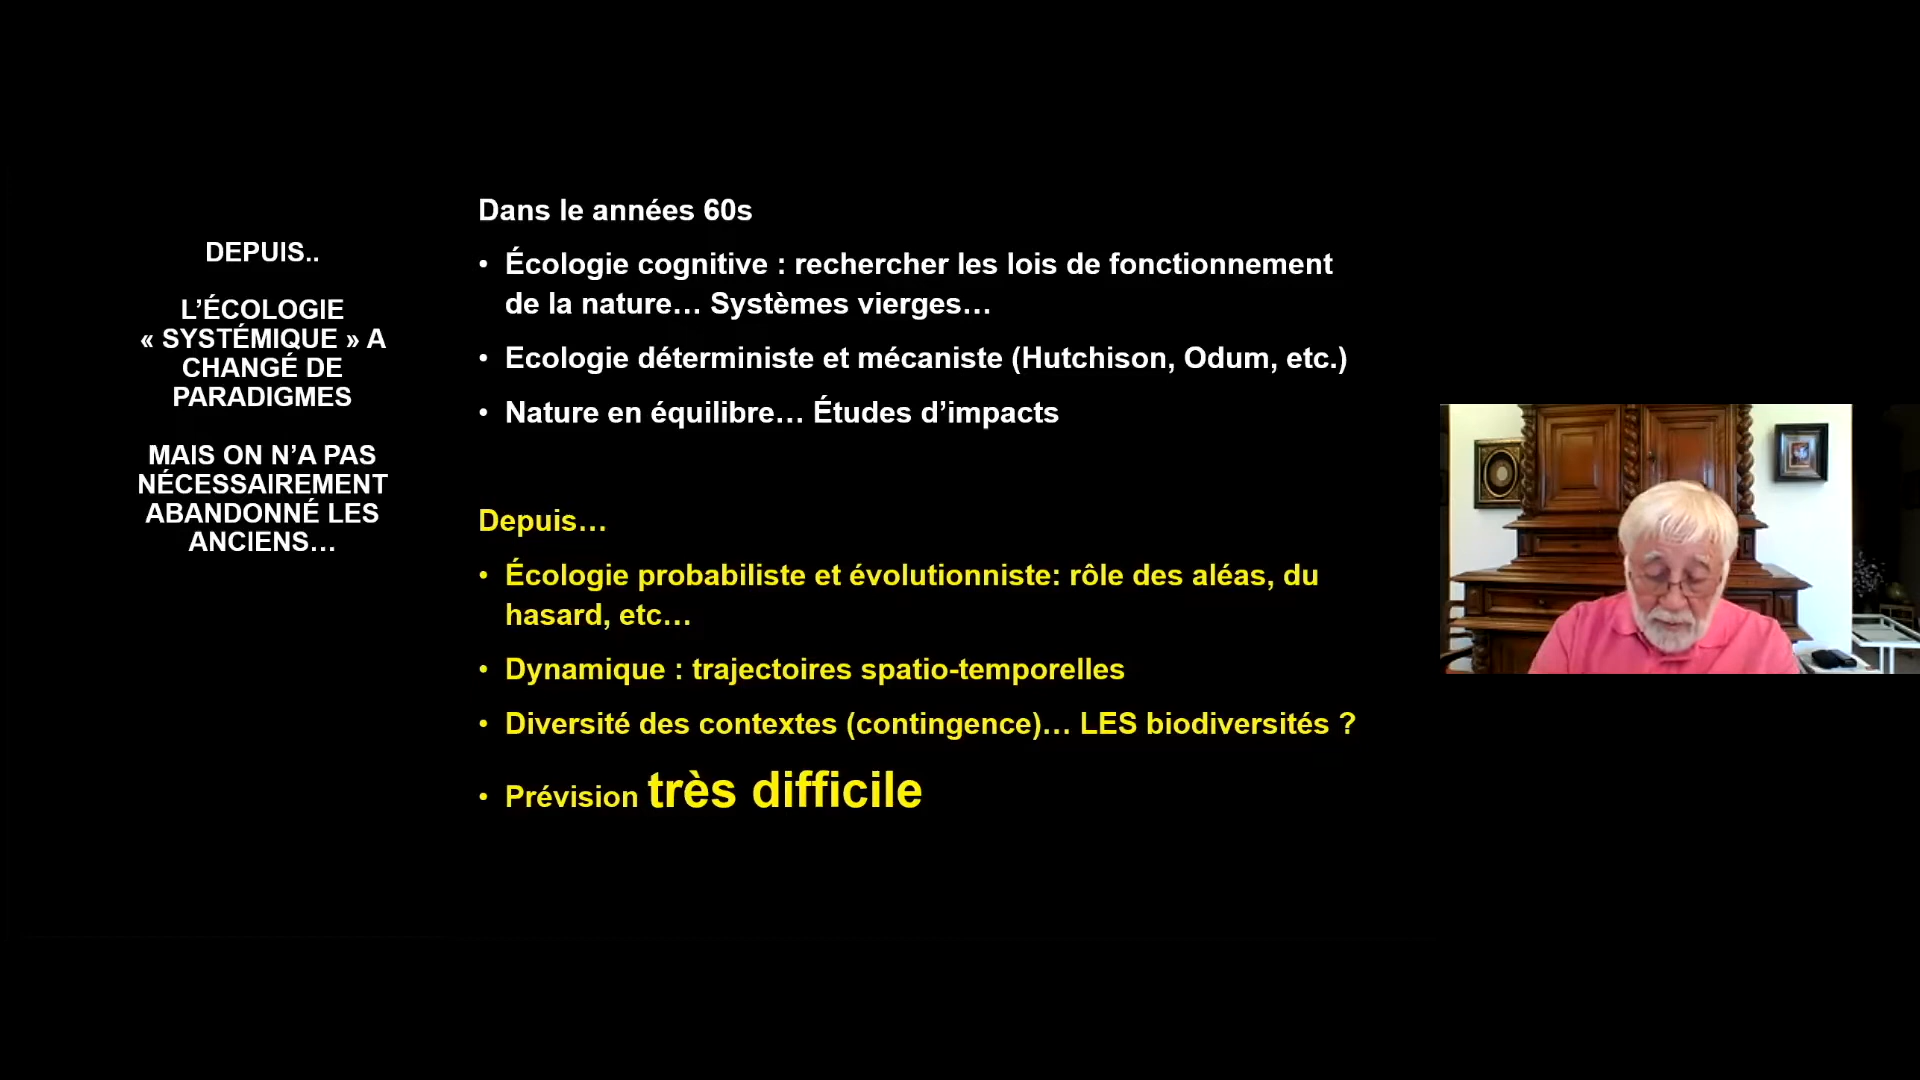 DEPUIS..
L’ÉCOLOGIE
« SYSTÉMIQUE » A
CHANGÉ DE
PARADIGMES
MAIS ON N’A PAS
NÉCESSAIREMENT
ABANDONNÉ LES
ANCIENS…
Dans le années 60s
• Écologie cognitive : rechercher les lois de fonctionnement
de la nature… Systèmes vierges…
• Ecologie déterministe et mécaniste (Hutchison, Odum, etc.)
• Nature en équilibre… Études d’impacts
Depuis…
• Écologie probabiliste et évolutionniste: rôle des aléas, du
hasard, etc…
• Dynamique : trajectoires spatio-temporelles
• Diversité des contextes (contingence)… LES biodiversités ?
• Prévision très difficile